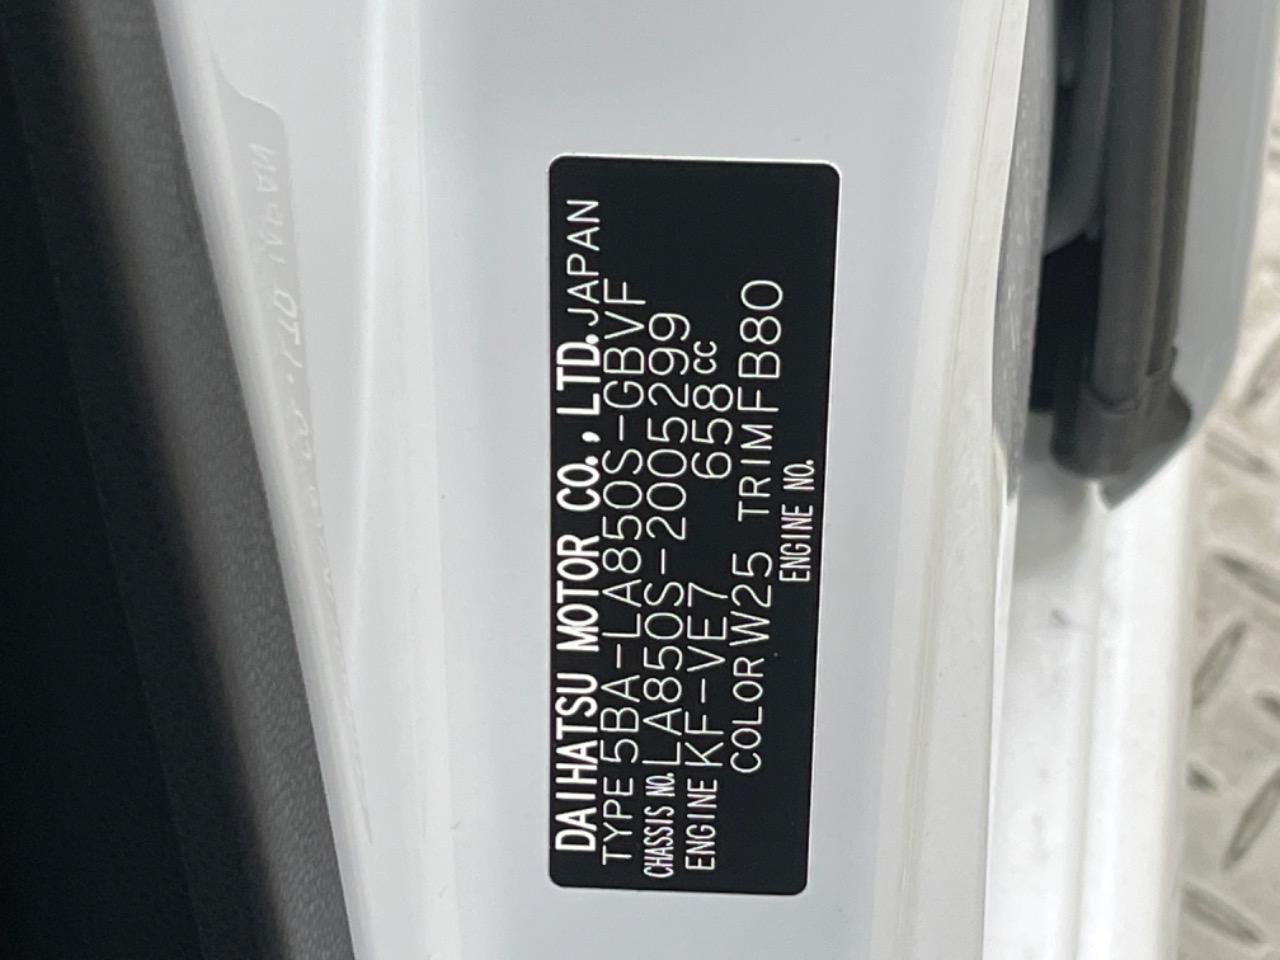 DAIHATSU MOTOR CO., LTD. JAPAN
TYPE 5BA-LA850S-GBVF
CHASSIS NO. LA850S-2005299
ENGINE KF-VE7 658cc
COLOR W25 TRIM FB80
ENGINE NO.